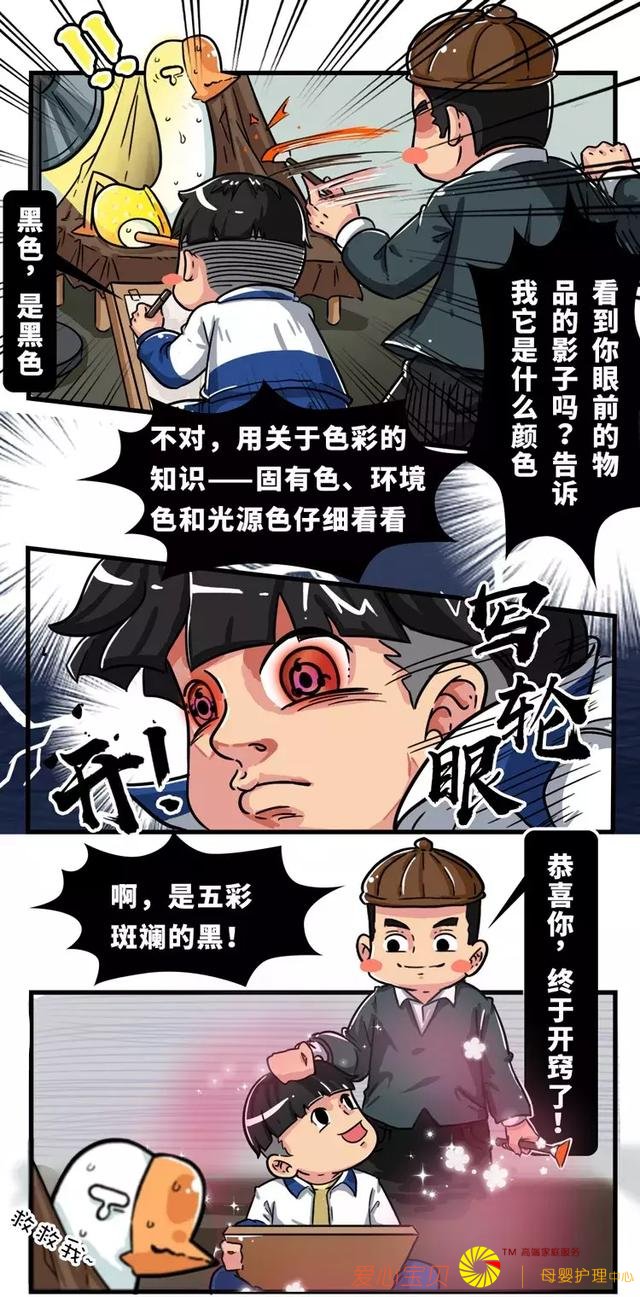 !!
看到你眼前的物
品的影子吗？告诉
我它是什么颜色
黑色，是黑色
不对，用关于色彩的
知识——固有色、环境
色和光源色仔细看看
写轮眼
开！
啊，是五彩
斑斓的黑！
恭喜你，终于开窍了！
救救我~
爱心宝贝
TM 高端家庭服务
母婴护理中心